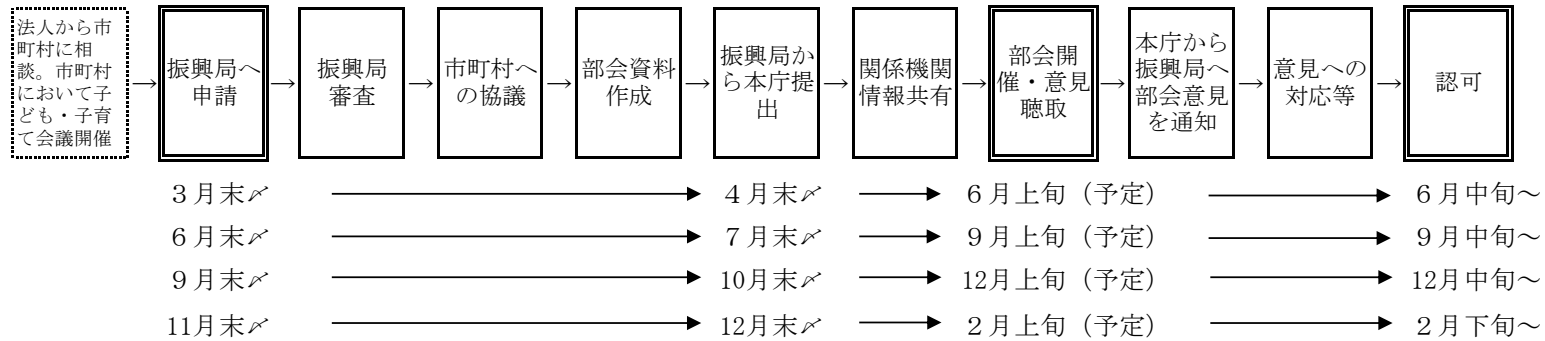 法人から市
町村に相
談。市町村
において子
ども・子育
て会議開催
→
振興局へ
申請
→
振興局
審査
→
市町村へ
の協議
→
部会資料
作成
→
振興局か
ら本庁提
出
→
関係機関
情報共有
→
部会開
催・意見
聴取
→
本庁から
振興局へ
部会意見
を通知
→
意見への
対応等
→
認可
3月末〆 4月末〆 6月上旬（予定） 6月中旬～
6月末〆 7月末〆 9月上旬（予定） 9月中旬～
9月末〆 10月末〆 12月上旬（予定） 12月中旬～
11月末〆 12月末〆 2月上旬（予定） 2月下旬～